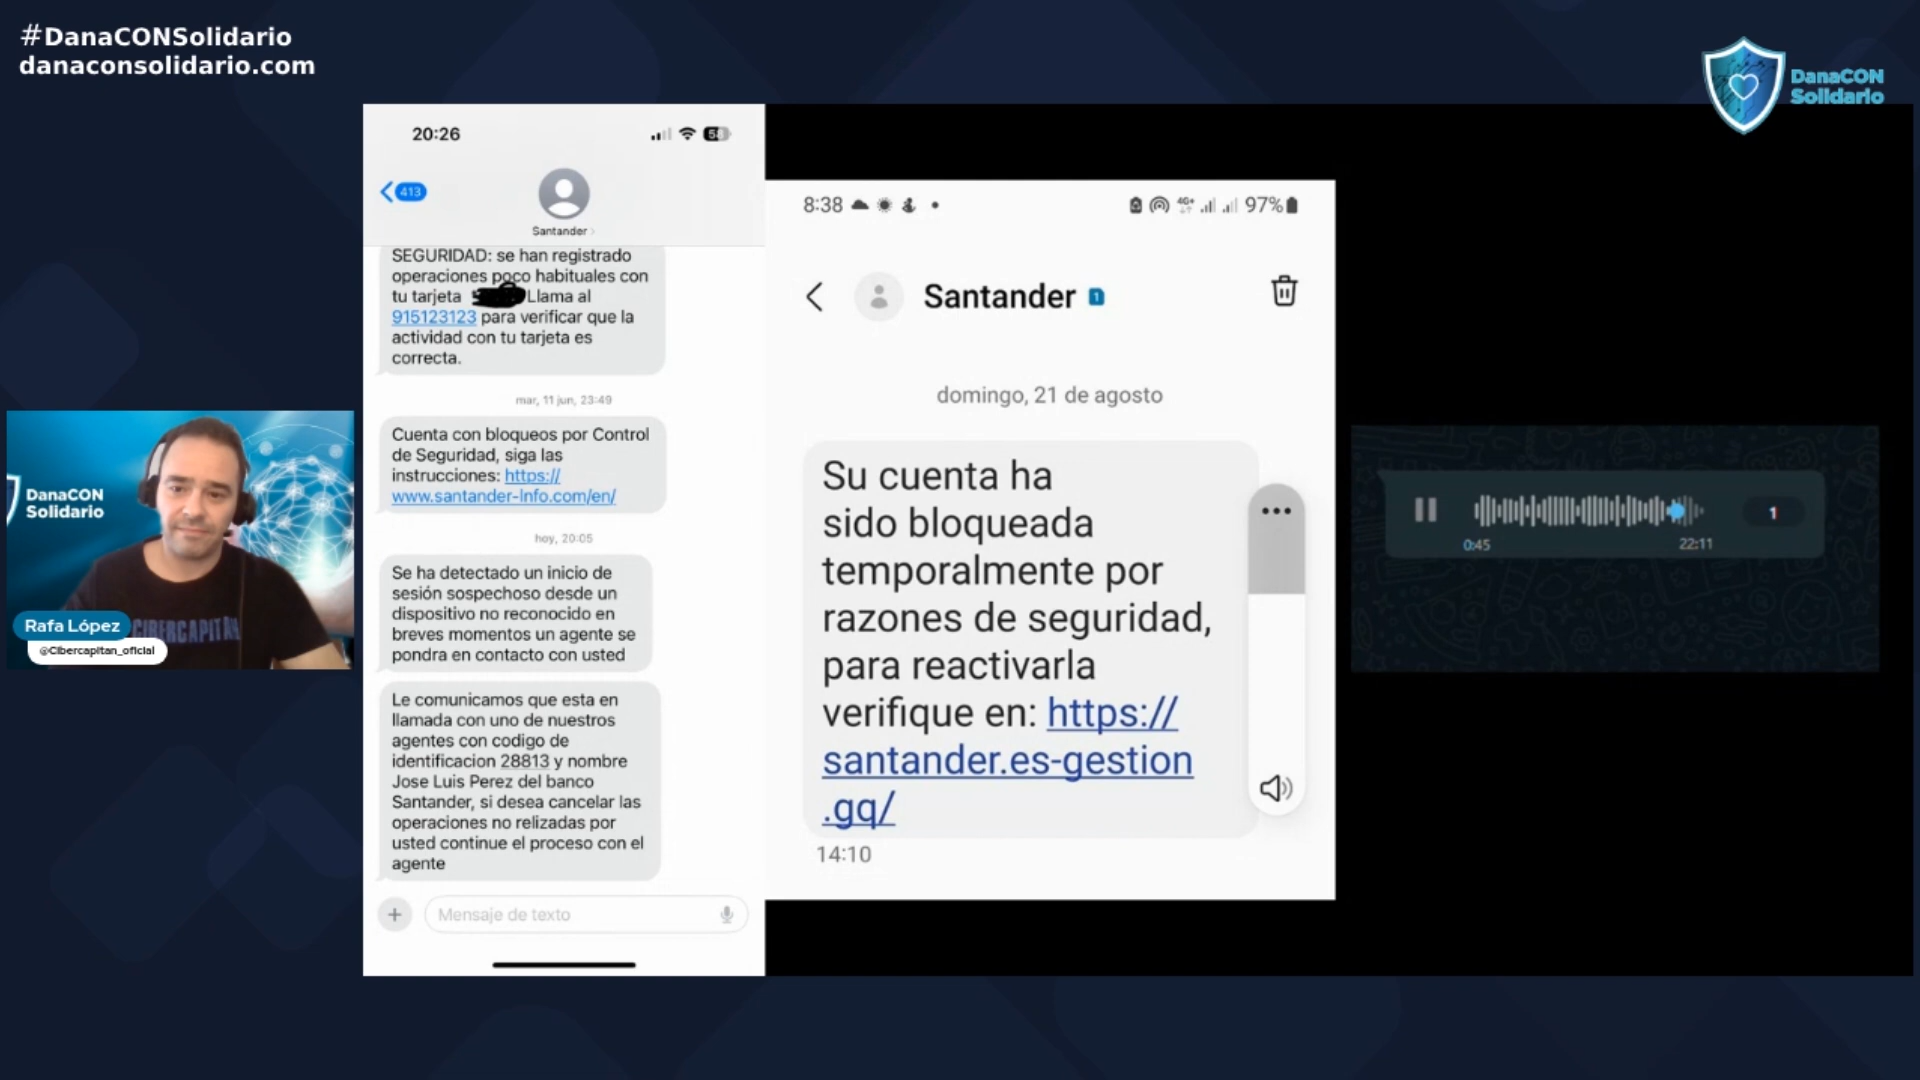 #DanaCONSolidario
danaconsolidario.com
DanaCON
Solidario
20:26
58
413
Santander
SEGURIDAD: se han registrado
operaciones poco habituales con
tu tarjeta
Llama al
915123123 para verificar que la
actividad con tu tarjeta es
correcta.
mar, 11 jun, 23:49
Cuenta con bloqueos por Control
de Seguridad, siga las
instrucciones: https://
www.santander-lnfo.com/en/
hoy, 20:05
Se ha detectado un inicio de
sesión sospechoso desde un
dispositivo no reconocido en
breves momentos un agente se
pondra en contacto con usted
Le comunicamos que esta en
llamada con uno de nuestros
agentes con codigo de
identificacion 28813 y nombre
Jose Luis Perez del banco
Santander, si desea cancelar las
operaciones no relizadas por
usted continue el proceso con el
agente
Mensaje de texto
8:38
4G+
97%
Santander 1
domingo, 21 de agosto
Su cuenta ha
sido bloqueada
temporalmente por
razones de seguridad,
para reactivarla
verifique en: https://
santander.es-gestion
.gq/
14:10
0:45
22:11
1
DanaCON
Solidario
CIBERCAPITAN
Rafa López
@Cibercapitan_oficial